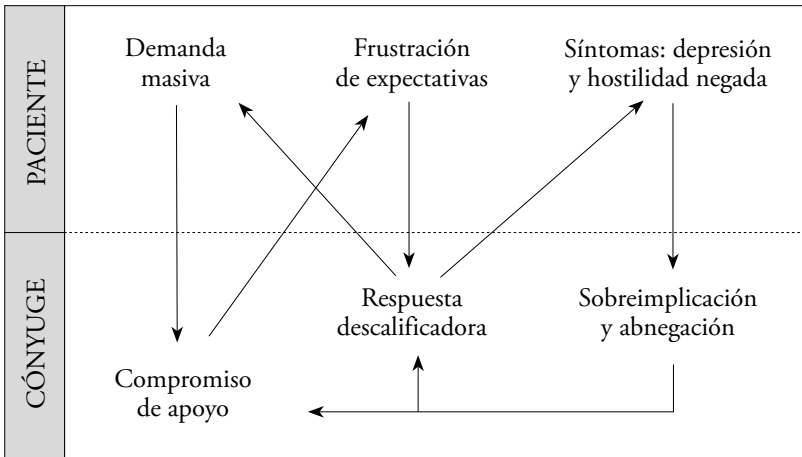 PACIENTE
Demanda
masiva
Frustración
de expectativas
Síntomas: depresión
y hostilidad negada
CÓNYUGE
Respuesta
descalificadora
Sobreimplicación
y abnegación
Compromiso
de apoyo